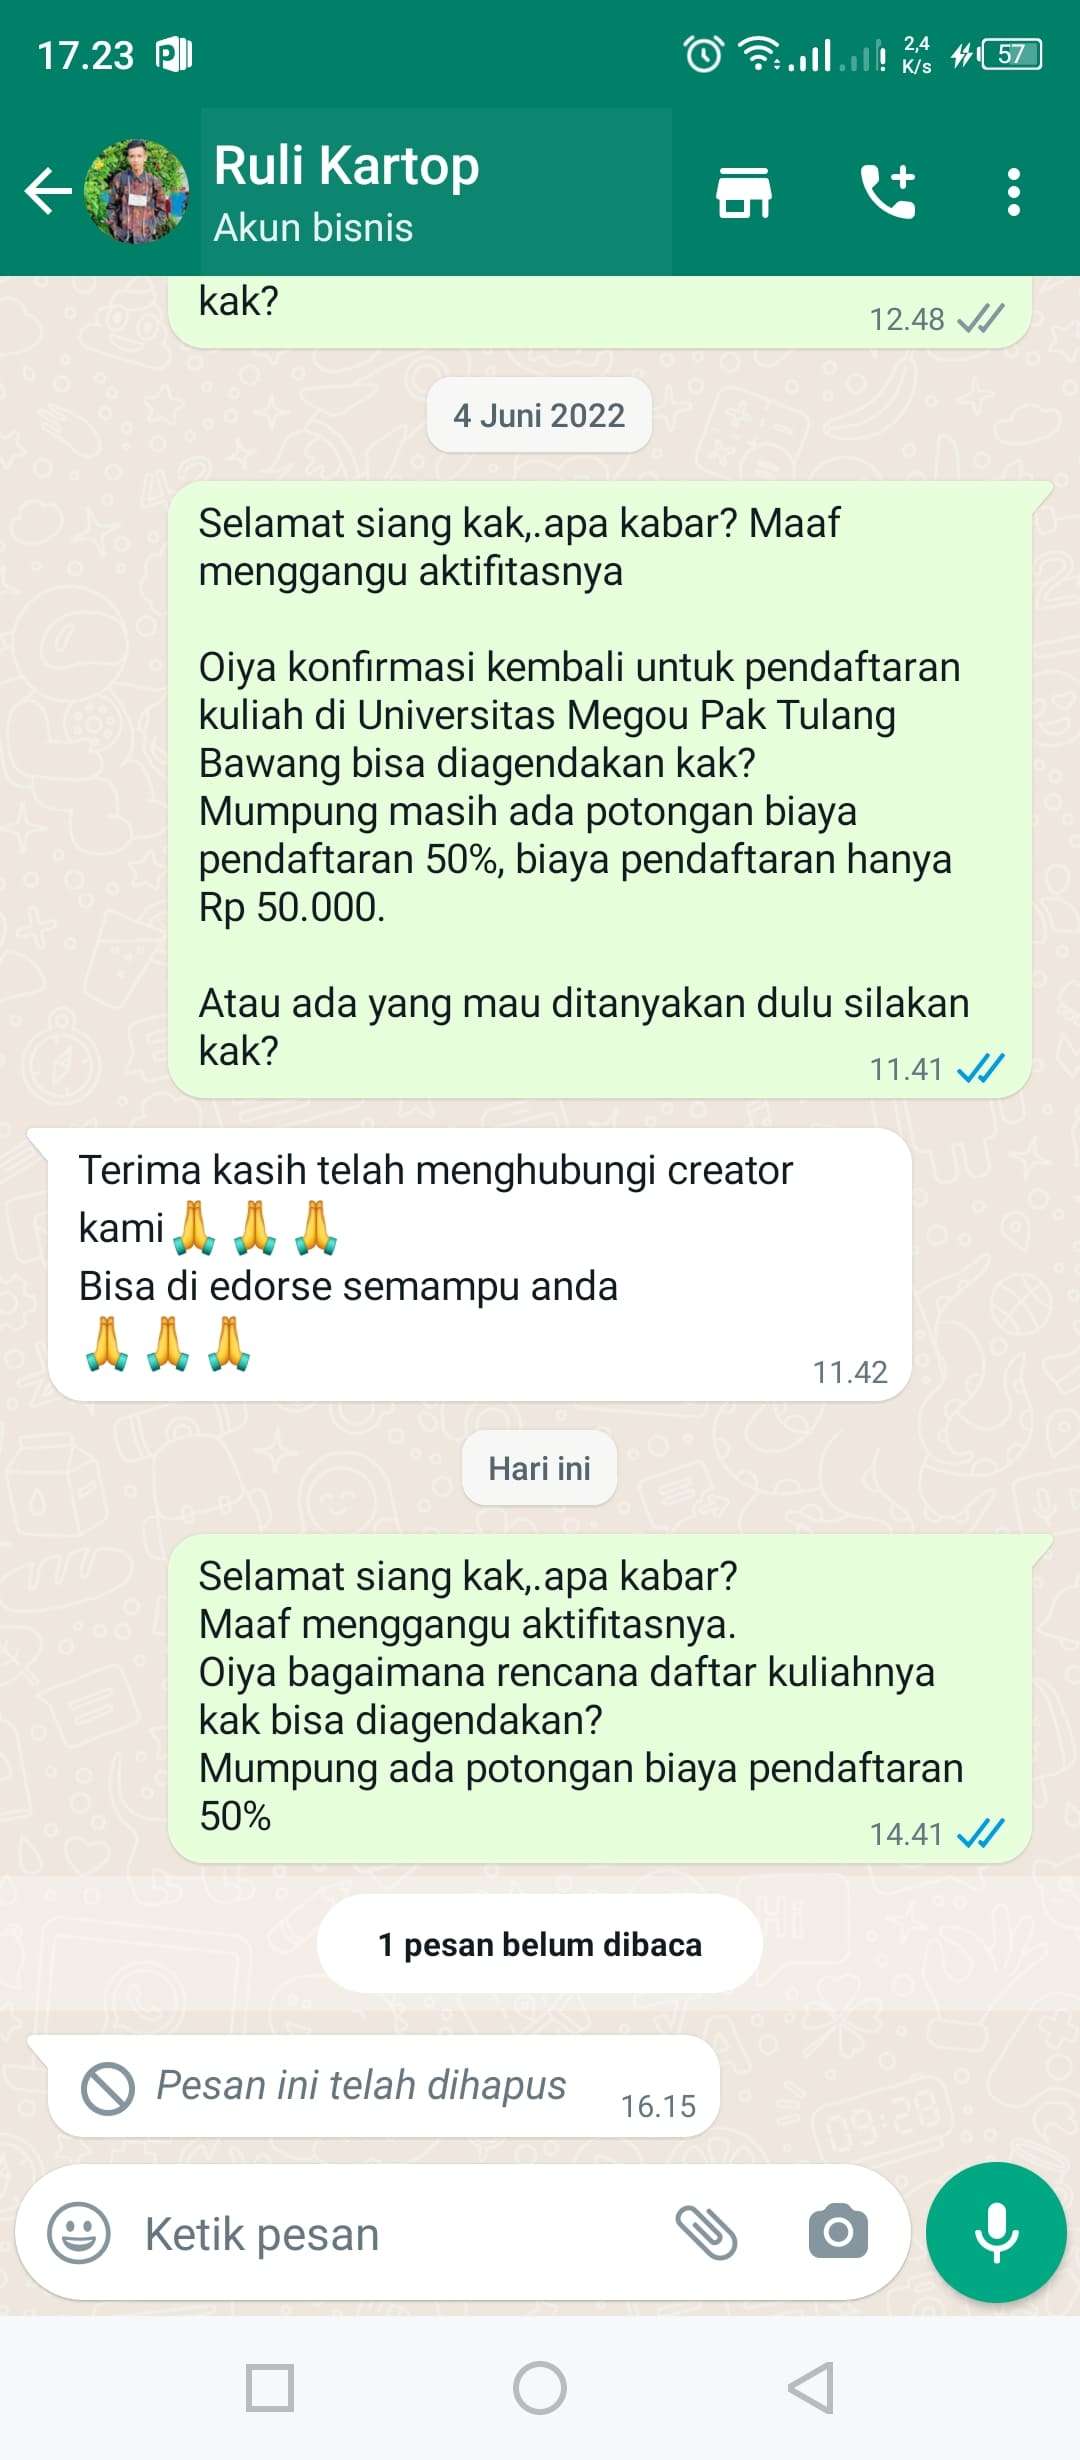 17.23
2,4
K/s
57
Ruli Kartop
Akun bisnis
kak?
12.48
4 Juni 2022
Selamat siang kak,.apa kabar? Maaf
menggangu aktifitasnya
Oiya konfirmasi kembali untuk pendaftaran
kuliah di Universitas Megou Pak Tulang
Bawang bisa diagendakan kak?
Mumpung masih ada potongan biaya
pendaftaran 50%, biaya pendaftaran hanya
Rp 50.000.
Atau ada yang mau ditanyakan dulu silakan
kak?
11.41
Terima kasih telah menghubungi creator
kami🙏🙏🙏
Bisa di edorse semampu anda
🙏🙏🙏
11.42
Hari ini
Selamat siang kak,.apa kabar?
Maaf menggangu aktifitasnya.
Oiya bagaimana rencana daftar kuliahnya
kak bisa diagendakan?
Mumpung ada potongan biaya pendaftaran
50%
14.41
1 pesan belum dibaca
Pesan ini telah dihapus
16.15
Ketik pesan